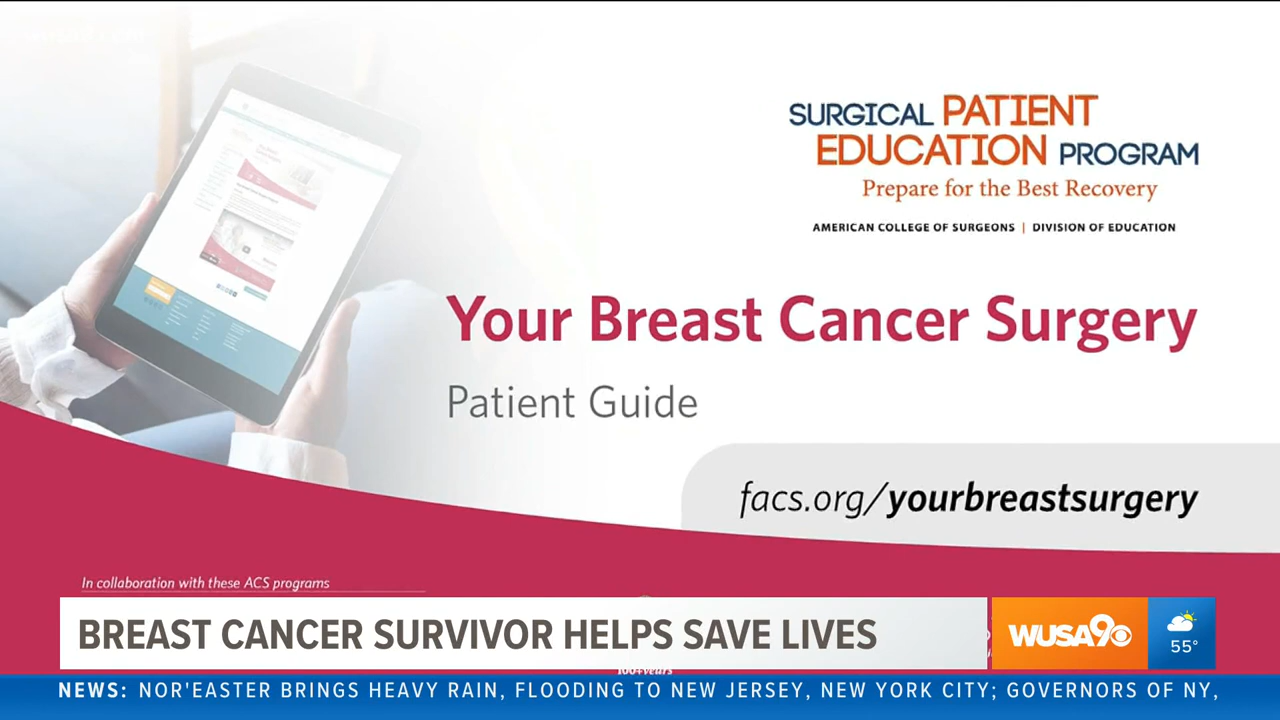 SURGICAL PATIENT
EDUCATION PROGRAM
Prepare for the Best Recovery
AMERICAN COLLEGE OF SURGEONS | DIVISION OF EDUCATION
Your Breast Cancer Surgery
Patient Guide
facs.org/yourbreastsurgery
In collaboration with these ACS programs
BREAST CANCER SURVIVOR HELPS SAVE LIVES
WUSA9
55°
100+years
NEWS: NOR'EASTER BRINGS HEAVY RAIN, FLOODING TO NEW JERSEY, NEW YORK CITY; GOVERNORS OF NY,